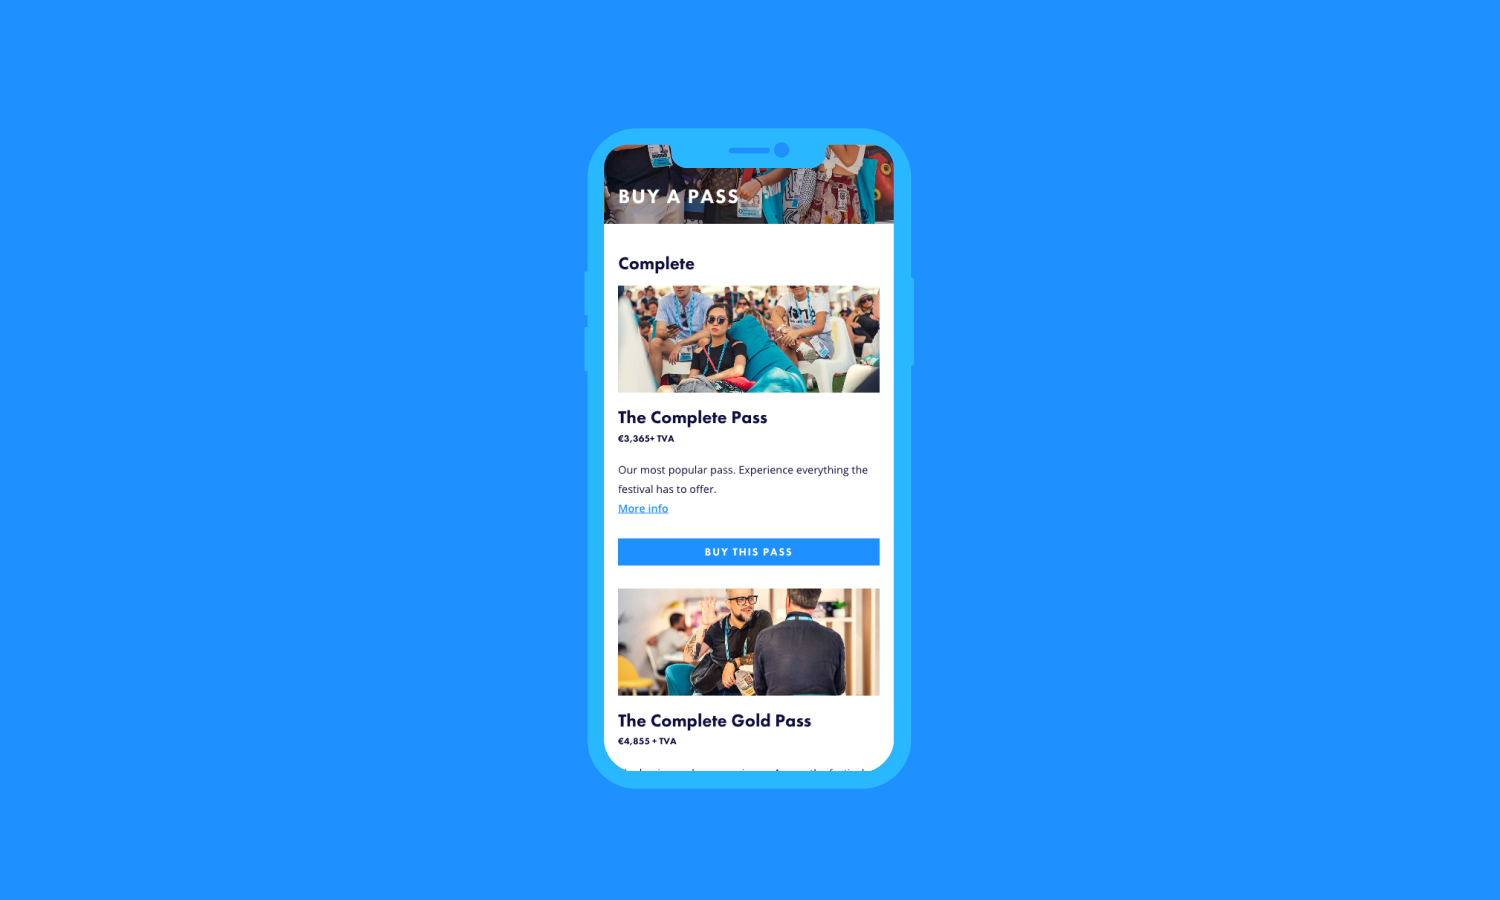 BUY A PASS
Complete
The Complete Pass
€3,365+ TVA
Our most popular pass. Experience everything the
festival has to offer.
More info
BUY THIS PASS
The Complete Gold Pass
€4,855 + TVA